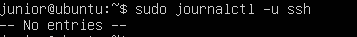 junior@ubuntu:~$ sudo journalctl -u ssh
-- No entries --